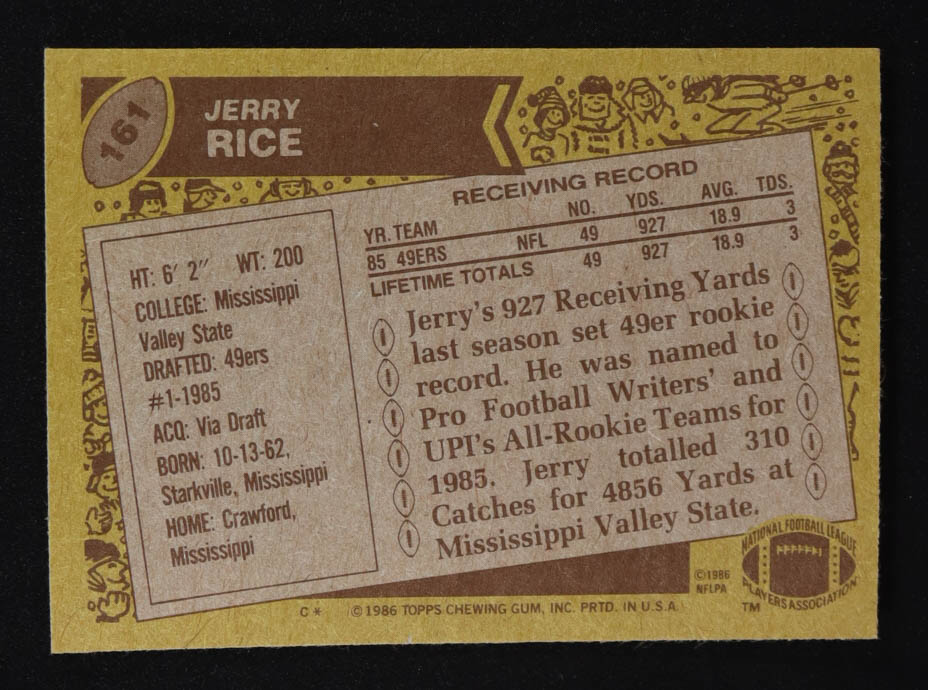 161
JERRY
RICE
RECEIVING RECORD
YR. TEAM NO. YDS. AVG. TDS.
85 49ERS NFL 49 927 18.9 3
LIFETIME TOTALS 49 927 18.9 3
HT: 6′ 2″ WT: 200
COLLEGE: Mississippi
Valley State
DRAFTED: 49ers
#1-1985
ACQ: Via Draft
BORN: 10-13-62,
Starkville, Mississippi
HOME: Crawford,
Mississippi
Jerry's 927 Receiving Yards
last season set 49er rookie
record. He was named to
Pro Football Writers' and
UPI's All-Rookie Teams for
1985. Jerry totalled 310
Catches for 4856 Yards at
Mississippi Valley State.
C* ©1986 TOPPS CHEWING GUM, INC. PRTD. IN U.S.A.
©1986
NFLPA
NATIONAL FOOTBALL LEAGUE
PLAYERS ASSOCIATION
TM